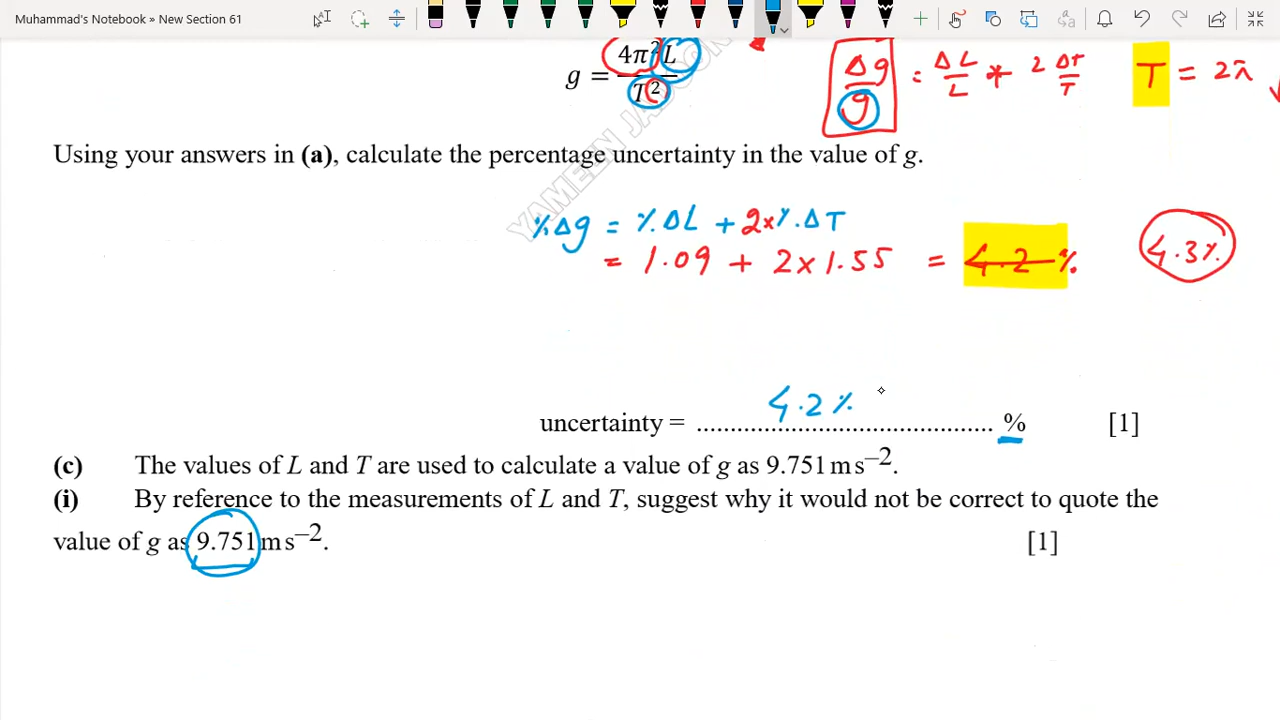 Muhammad's Notebook » New Section 61
g = 4π²L / T²
Δg/g = ΔL/L * 2 ΔT/T
T = 2π √
Using your answers in (a), calculate the percentage uncertainty in the value of g.
%Δg = %ΔL + 2×%.ΔT
= 1.09 + 2×1.55 = 4.2 % 4.3%.
YAMEEN JADOON
4.2%
uncertainty = .......................................... % [1]
(c) The values of L and T are used to calculate a value of g as 9.751 m s⁻².
(i) By reference to the measurements of L and T, suggest why it would not be correct to quote the
value of g as 9.751 m s⁻². [1]